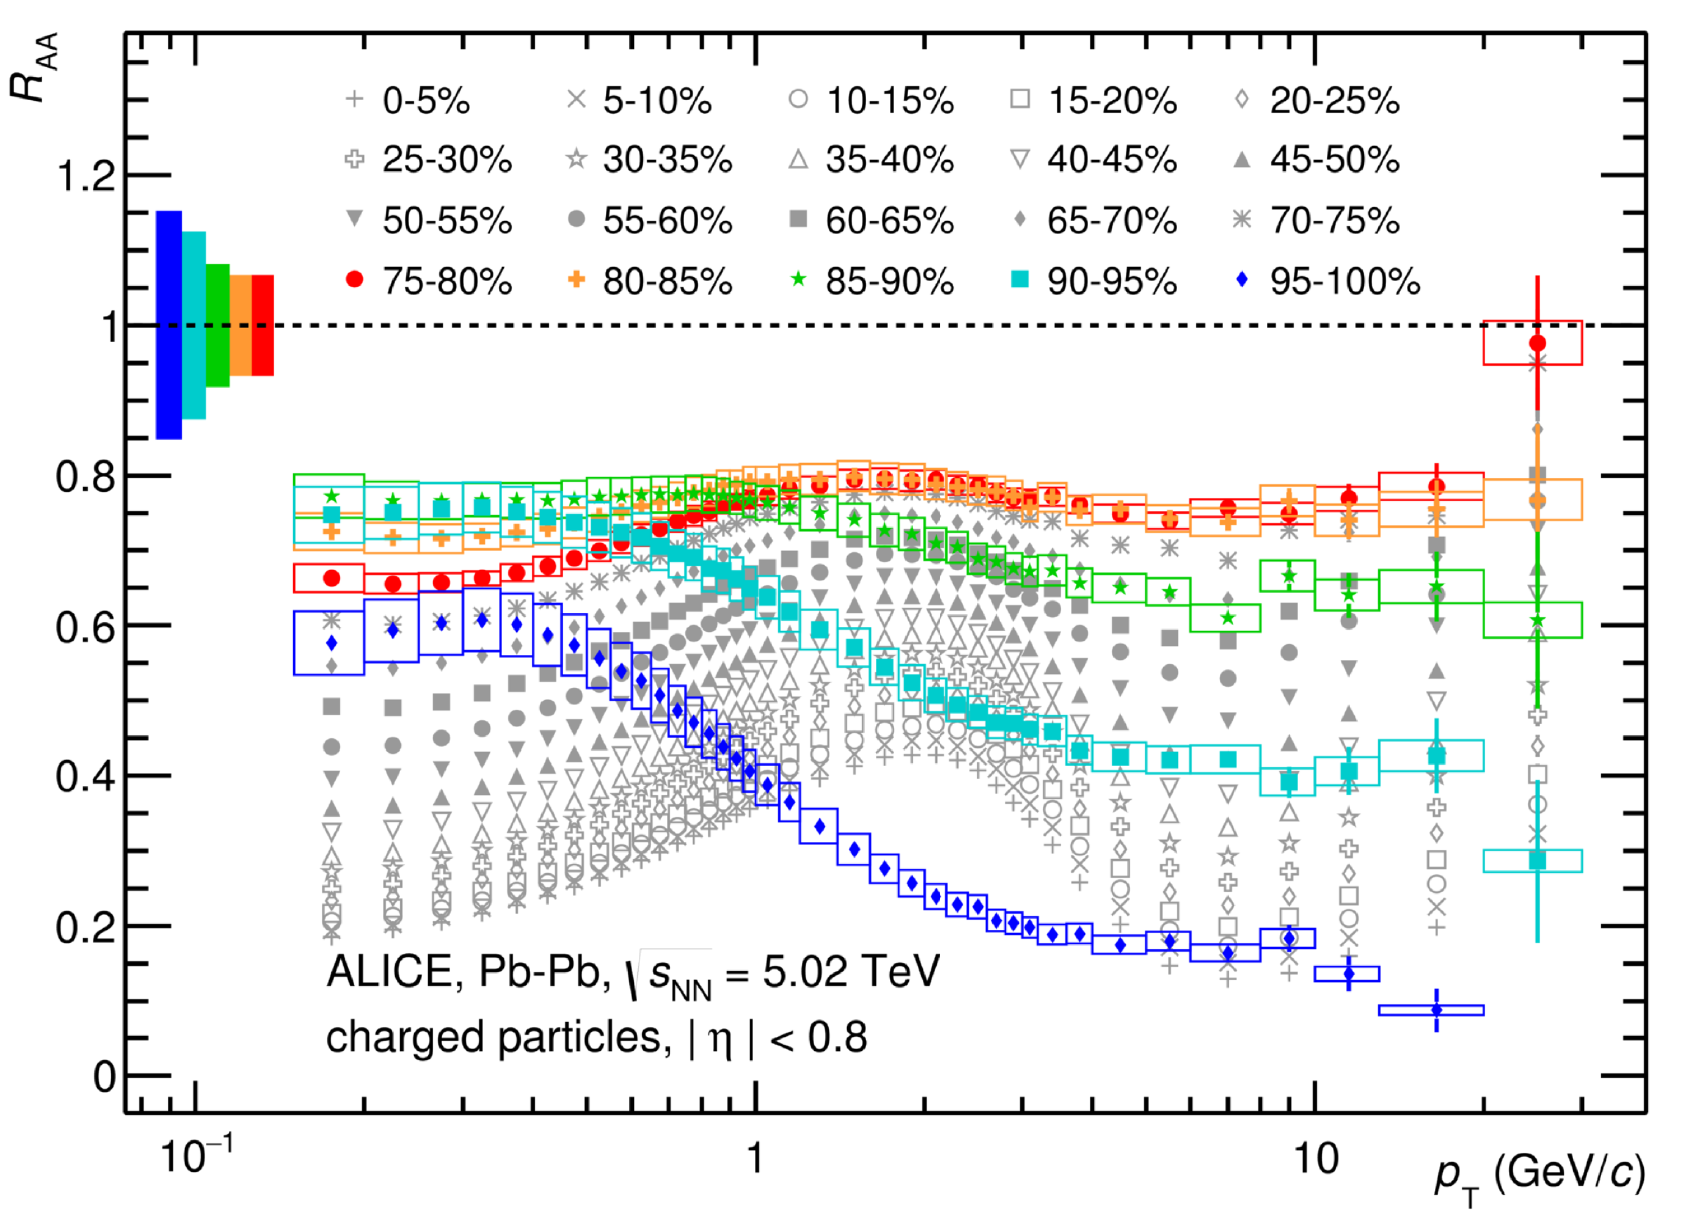 R_AA
0-5% 5-10% 10-15% 15-20% 20-25%
25-30% 30-35% 35-40% 40-45% 45-50%
50-55% 55-60% 60-65% 65-70% 70-75%
75-80% 80-85% 85-90% 90-95% 95-100%
1.2
1
0.8
0.6
0.4
0.2
0
ALICE, Pb-Pb, √s_NN = 5.02 TeV
charged particles, | η | < 0.8
10⁻¹ 1 10
p_T (GeV/c)